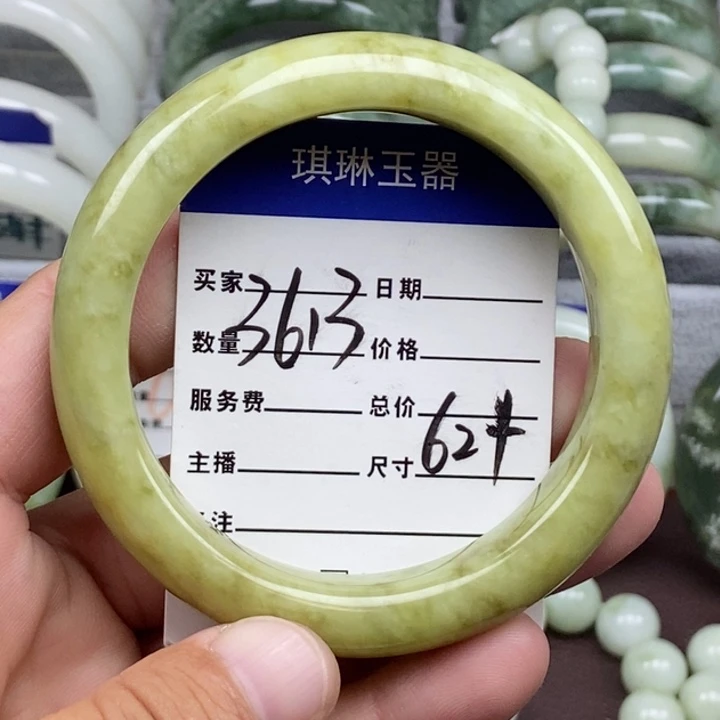 琪琳玉器
买家 3613 日期
数量 价格
服务费 总价
主播 尺寸 62+
注